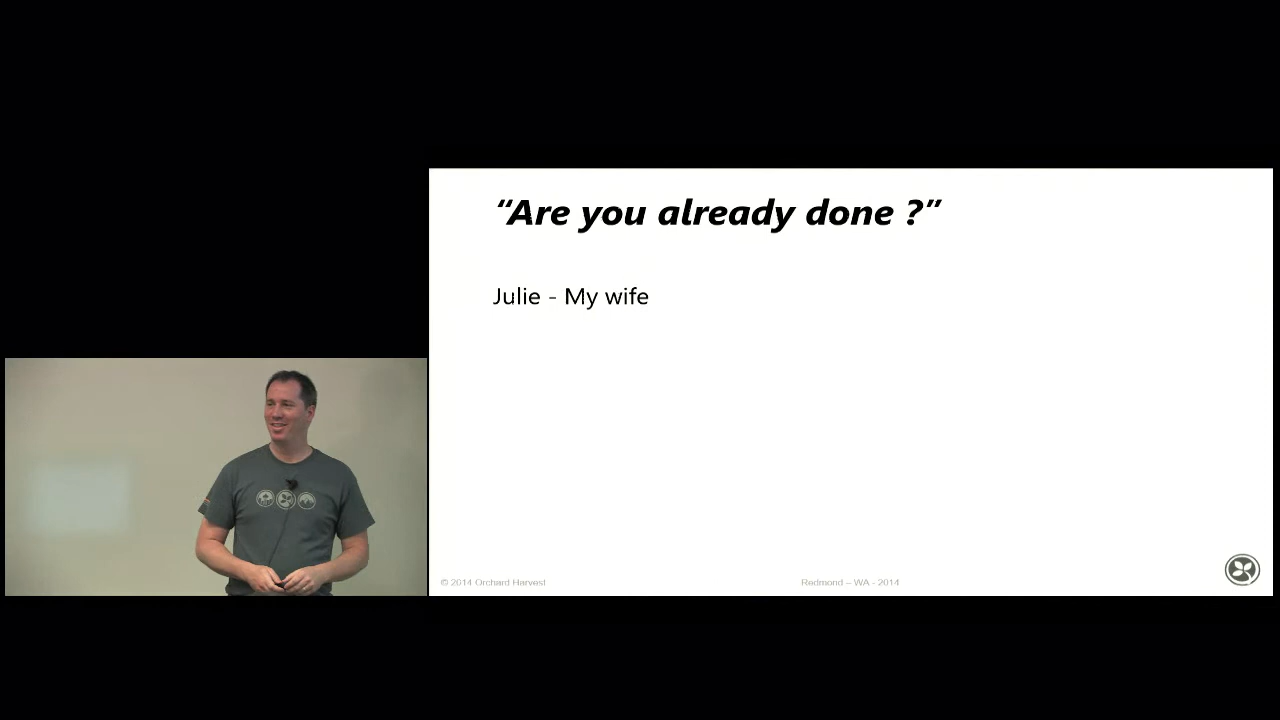 “Are you already done ?”
Julie - My wife
© 2014 Orchard Harvest
Redmond – WA - 2014